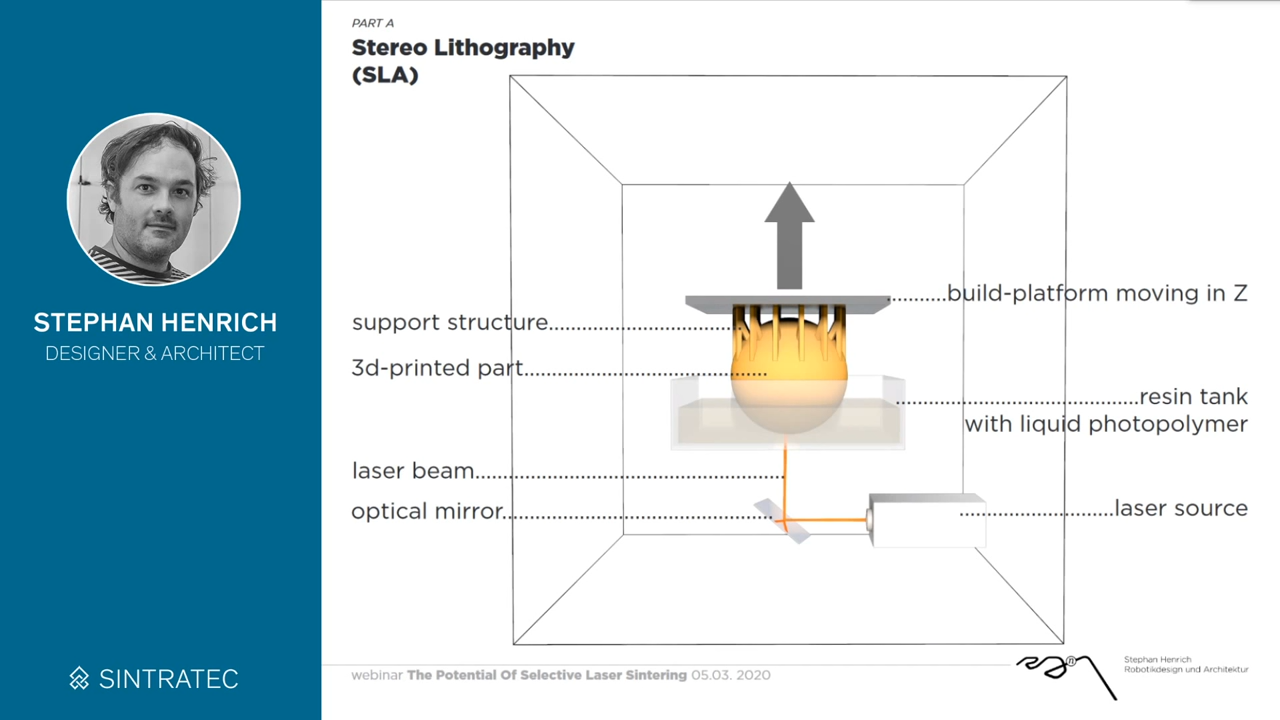 STEPHAN HENRICH
DESIGNER & ARCHITECT
SINTRATEC
PART A
Stereo Lithography
(SLA)
build-platform moving in Z
support structure
3d-printed part
resin tank
with liquid photopolymer
laser beam
optical mirror
laser source
webinar The Potential Of Selective Laser Sintering 05.03. 2020
Stephan Henrich
Robotikdesign und Architektur